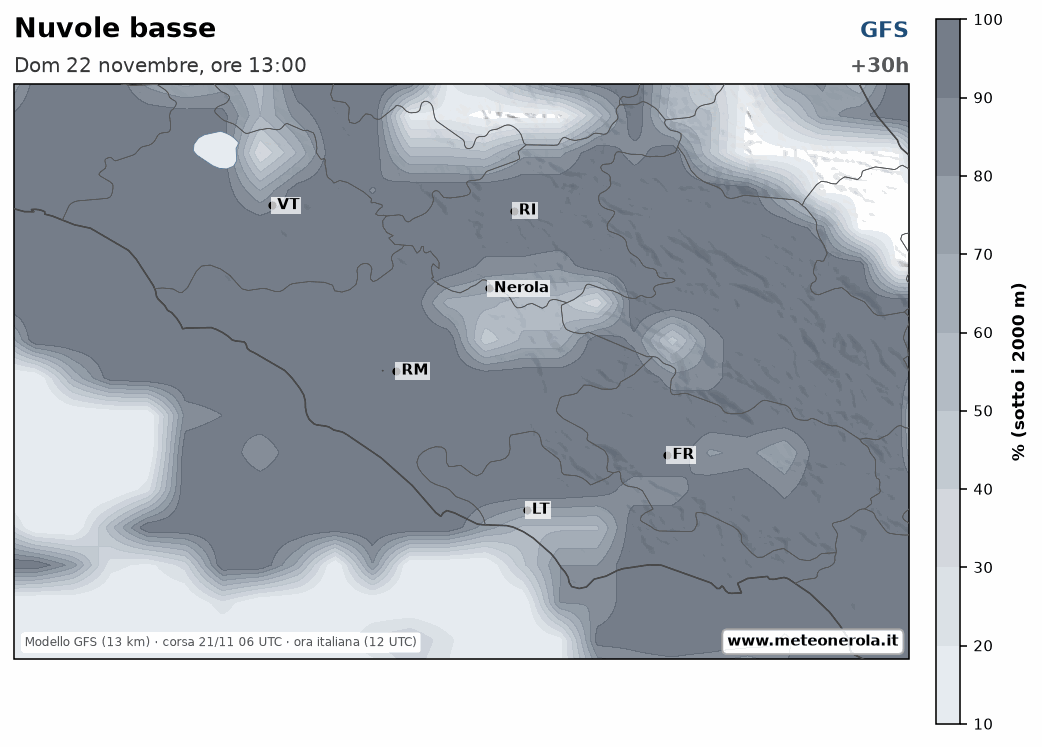 Nuvole basse
GFS
Dom 22 novembre, ore 13:00
+30h
VT
RI
Nerola
RM
FR
LT
Modello GFS (13 km) · corsa 21/11 06 UTC · ora italiana (12 UTC)
www.meteonerola.it
100
90
80
70
60
50
40
30
20
10
% (sotto i 2000 m)